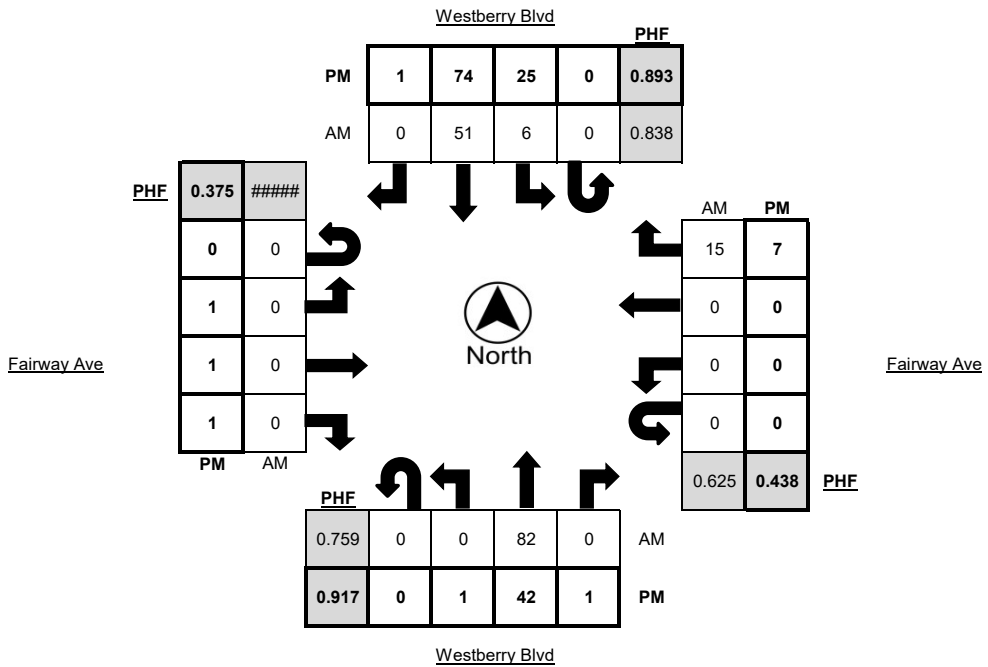 Westberry Blvd
PHF
PM 1 74 25 0 0.893
AM 0 51 6 0 0.838
PHF 0.375 #####
0 0
1 0
1 0
1 0
PM AM
Fairway Ave
North
AM PM
15 7
0 0
0 0
0 0
0.625 0.438 PHF
Fairway Ave
PHF
0.759 0 0 82 0 AM
0.917 0 1 42 1 PM
Westberry Blvd